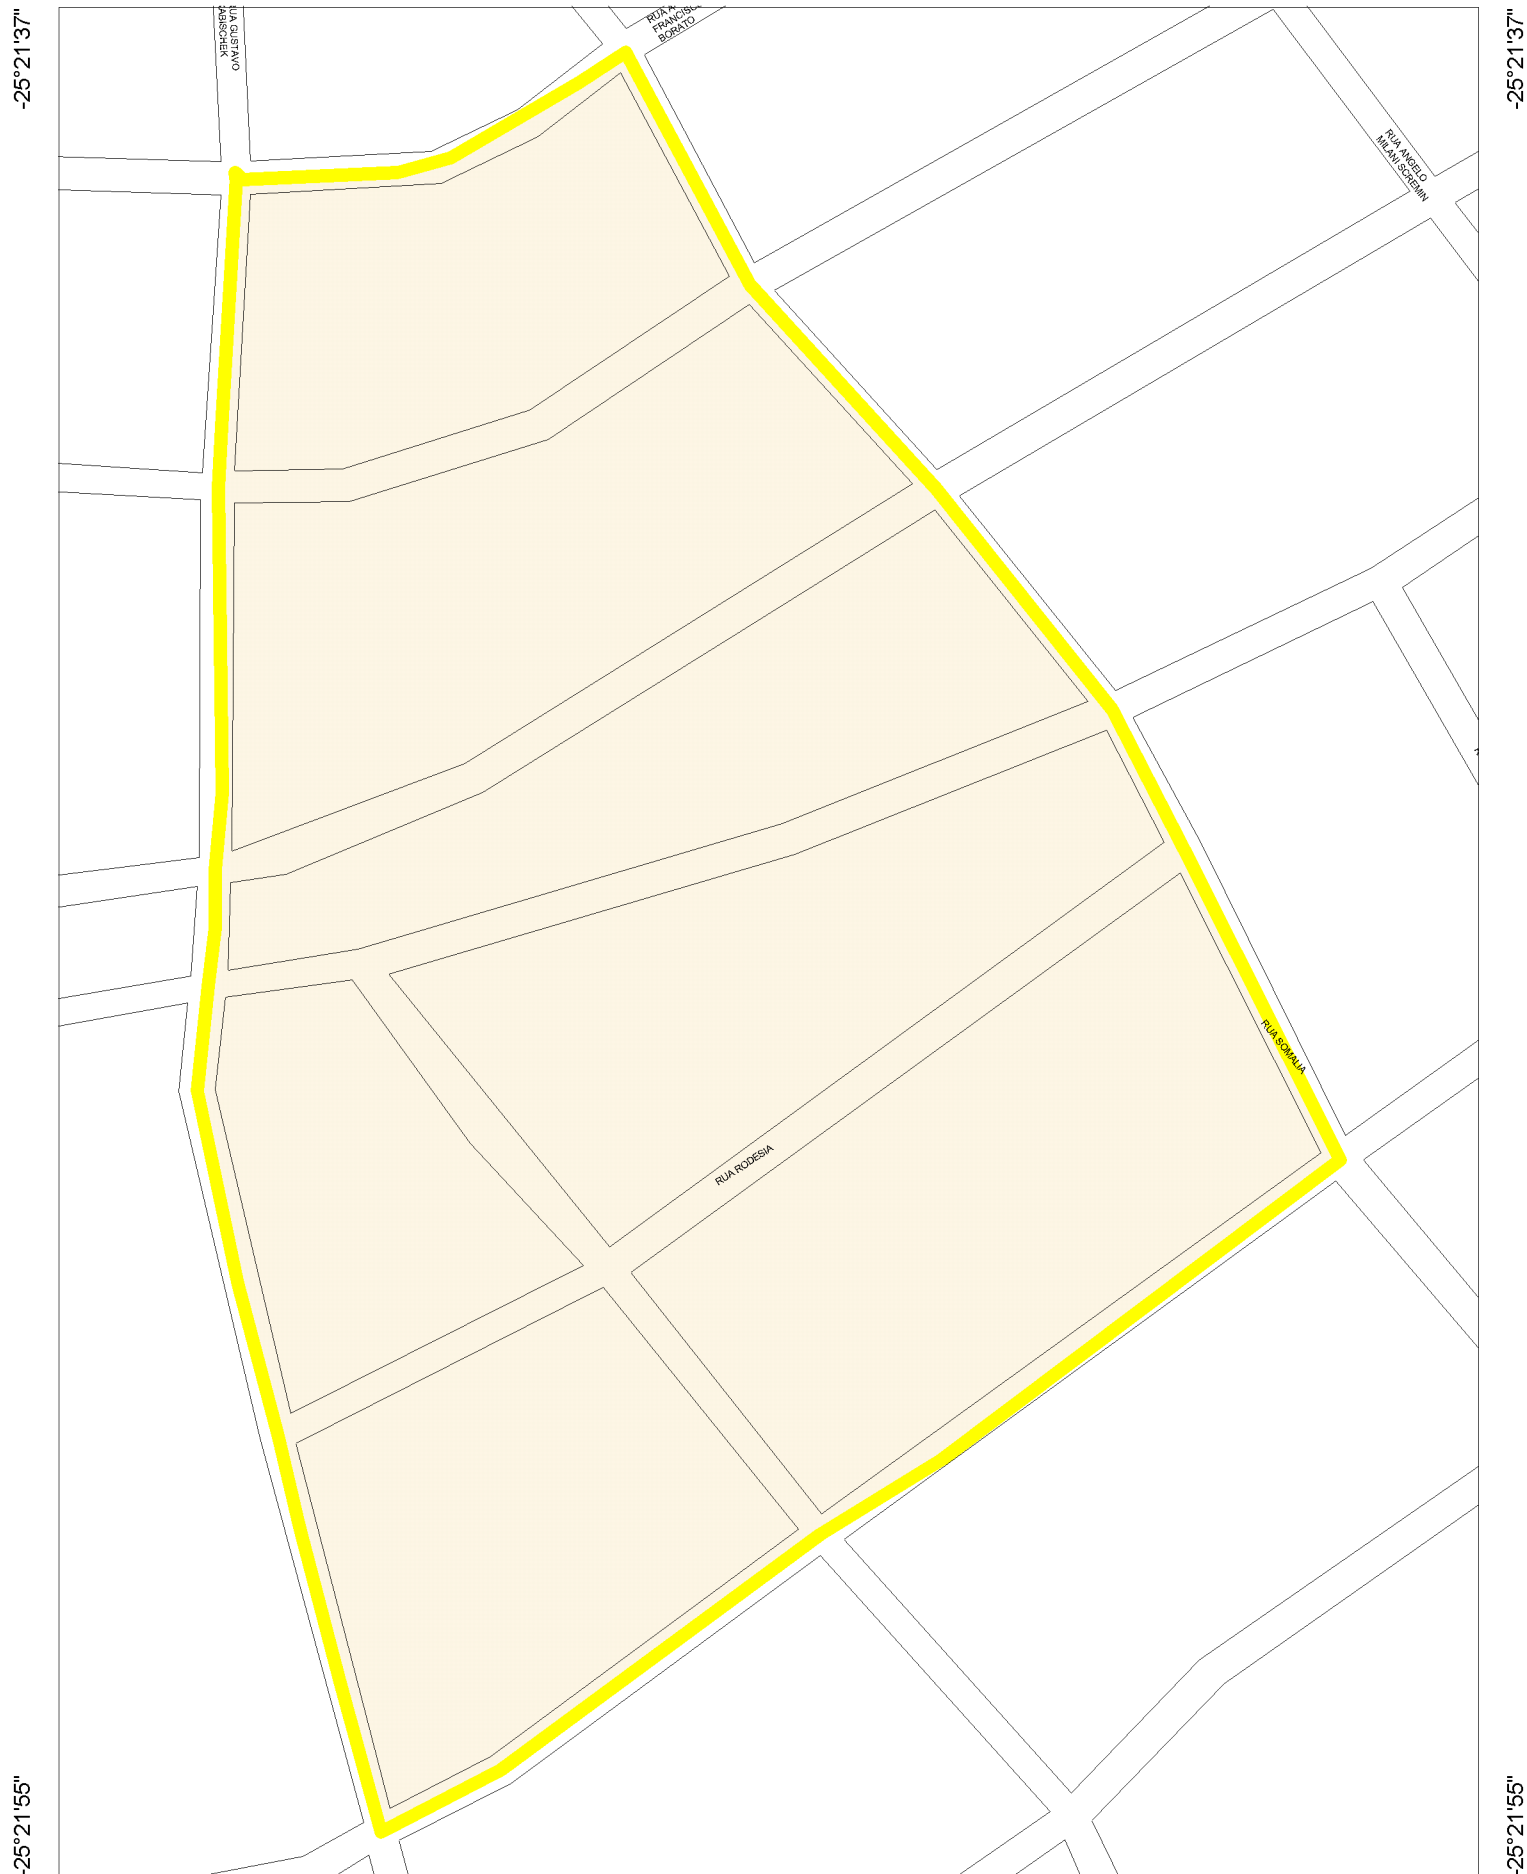 -25°21'37"
-25°21'37"
RUA GUSTAVO
FRANCISCO
BORATO
RUA ANGELO
MILANI SCREMIN
RUA SOMALIA
RUA RODESIA
-25°21'55"
-25°21'55"